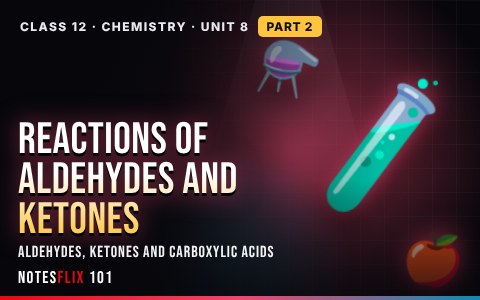 CLASS 12 · CHEMISTRY · UNIT 8 PART 2
REACTIONS OF
ALDEHYDES AND
KETONES
ALDEHYDES, KETONES AND CARBOXYLIC ACIDS
NOTESFLIX 101